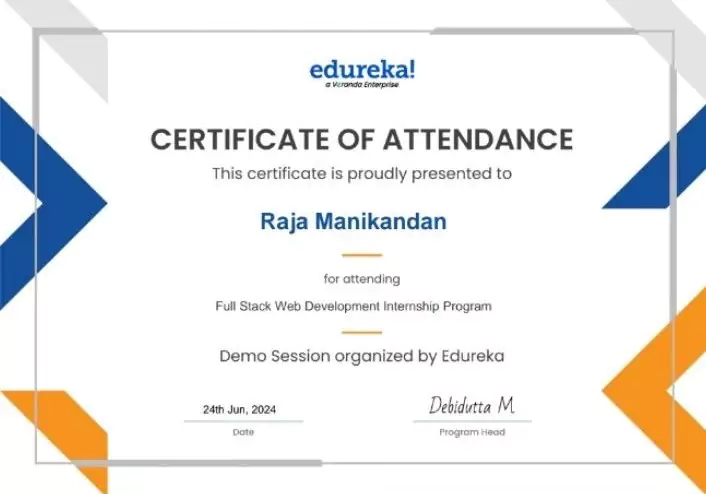 edureka!
a Veranda Enterprise
CERTIFICATE OF ATTENDANCE
This certificate is proudly presented to
Raja Manikandan
for attending
Full Stack Web Development Internship Program
Demo Session organized by Edureka
24th Jun, 2024
Debidutta M
Date
Program Head